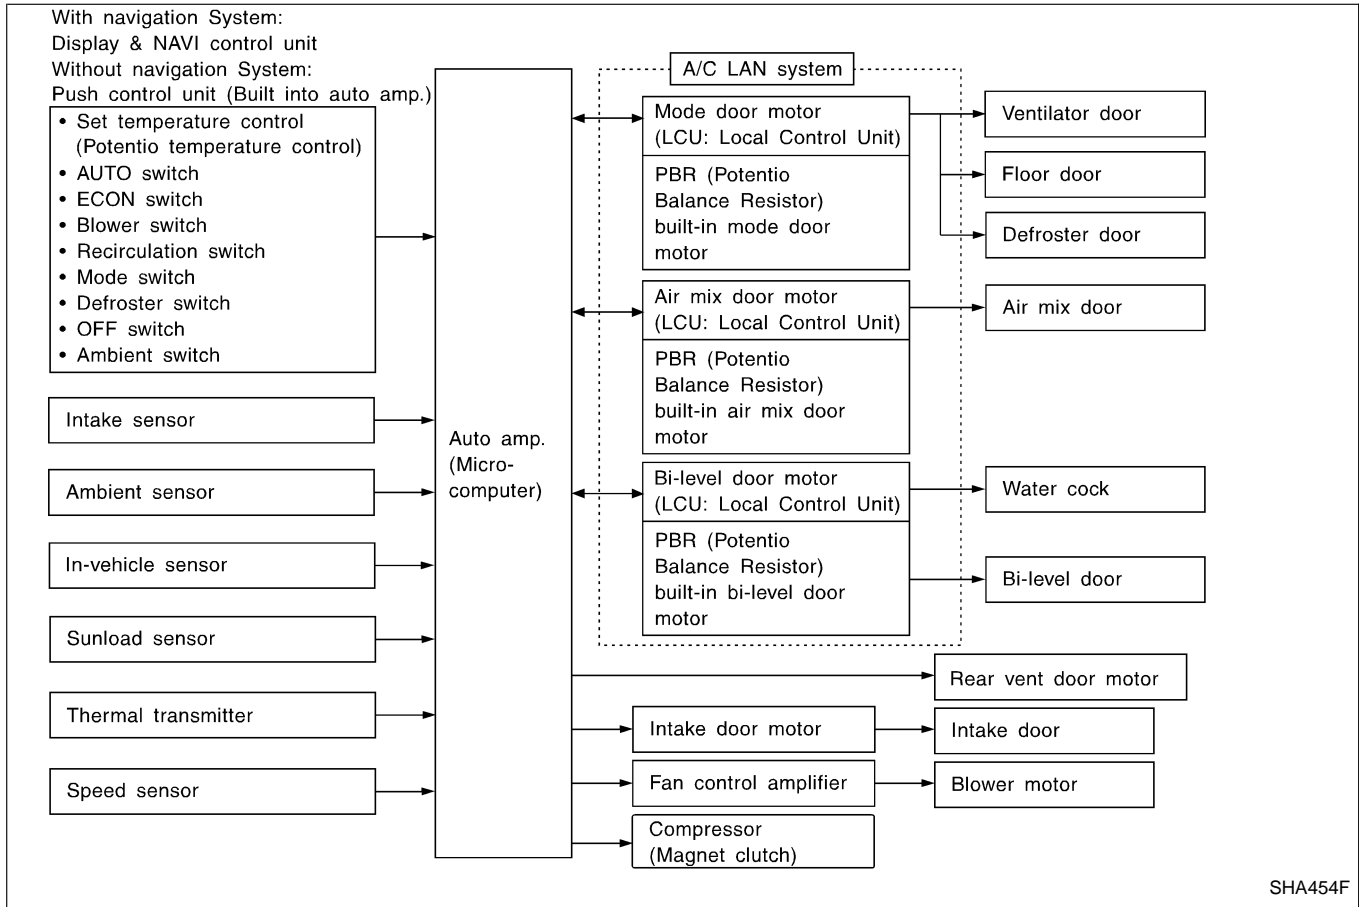 With navigation System:
Display & NAVI control unit
Without navigation System:
Push control unit (Built into auto amp.)
• Set temperature control
(Potentio temperature control)
• AUTO switch
• ECON switch
• Blower switch
• Recirculation switch
• Mode switch
• Defroster switch
• OFF switch
• Ambient switch
Intake sensor
Ambient sensor
In-vehicle sensor
Sunload sensor
Thermal transmitter
Speed sensor
Auto amp.
(Micro-
computer)
A/C LAN system
Mode door motor
(LCU: Local Control Unit)
PBR (Potentio
Balance Resistor)
built-in mode door
motor
Air mix door motor
(LCU: Local Control Unit)
PBR (Potentio
Balance Resistor)
built-in air mix door
motor
Bi-level door motor
(LCU: Local Control Unit)
PBR (Potentio
Balance Resistor)
built-in bi-level door
motor
Ventilator door
Floor door
Defroster door
Air mix door
Water cock
Bi-level door
Rear vent door motor
Intake door motor
Intake door
Fan control amplifier
Blower motor
Compressor
(Magnet clutch)
SHA454F